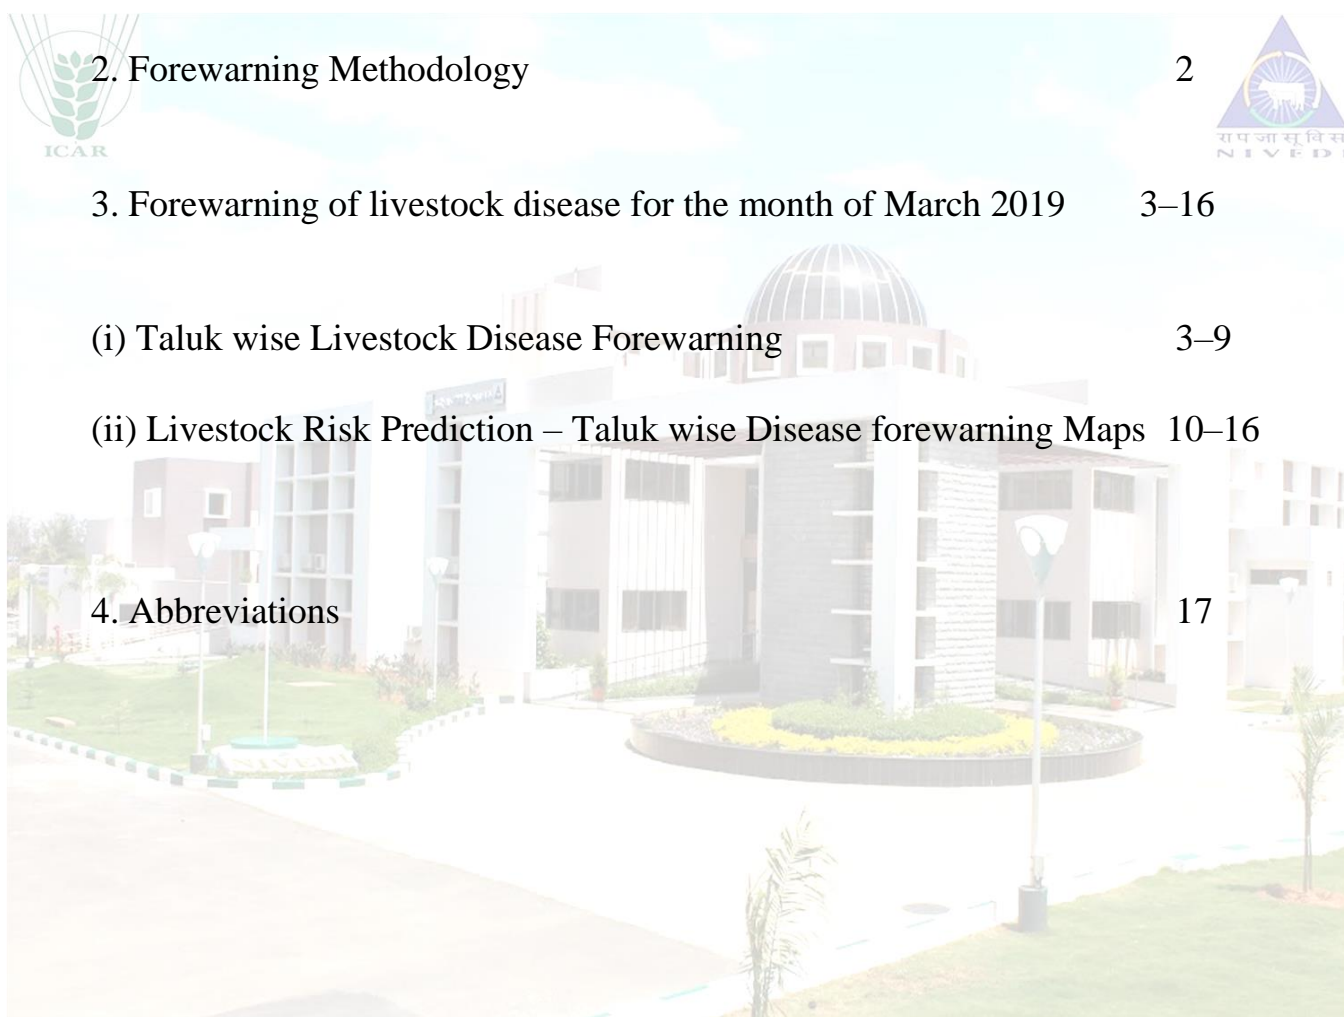 2. Forewarning Methodology 2
ICAR
रा प जा सू वि स
NIVEDI
3. Forewarning of livestock disease for the month of March 2019 3–16
(i) Taluk wise Livestock Disease Forewarning 3–9
(ii) Livestock Risk Prediction – Taluk wise Disease forewarning Maps 10–16
4. Abbreviations 17
NIVEDI